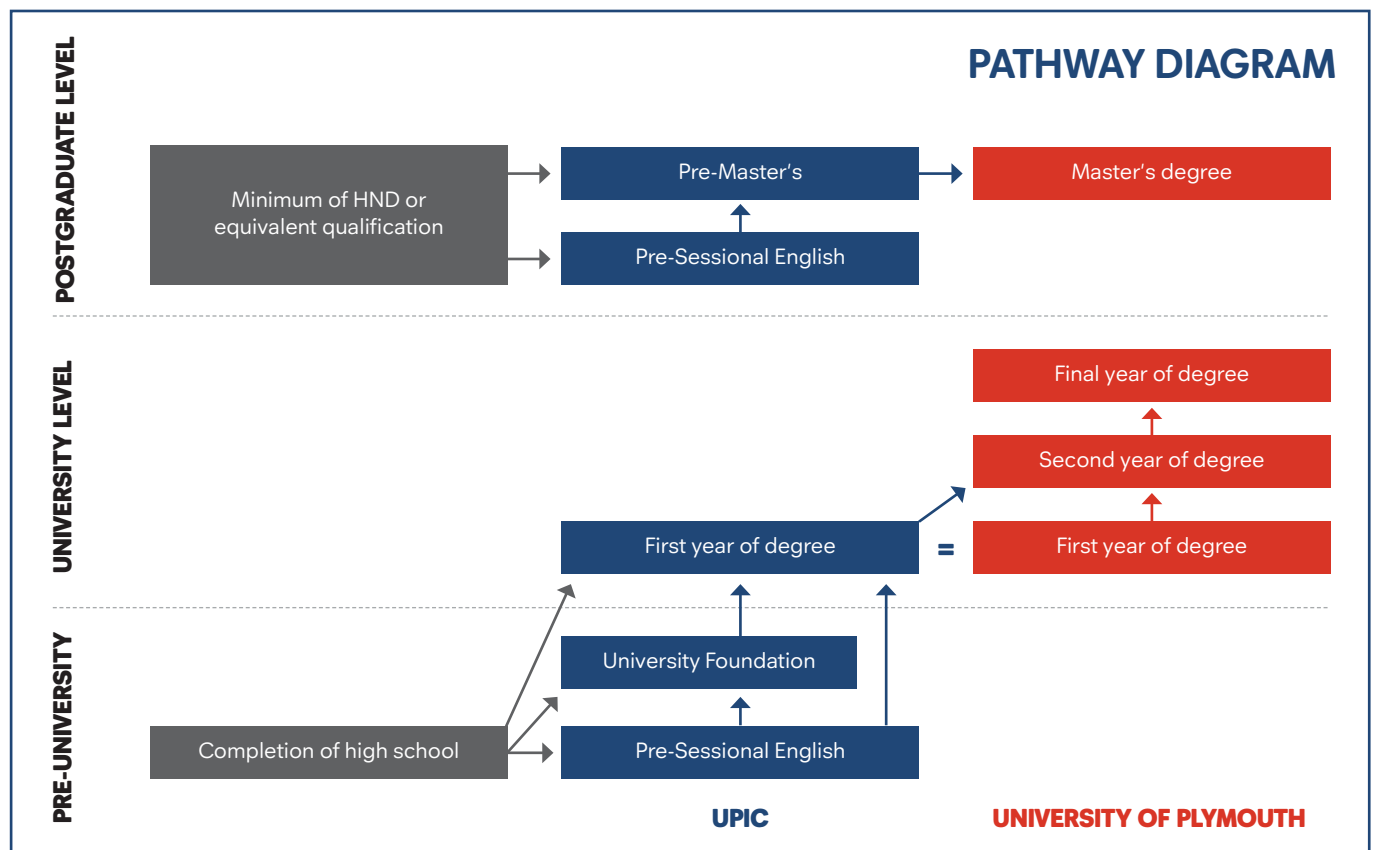 PATHWAY DIAGRAM
POSTGRADUATE LEVEL
Minimum of HND or
equivalent qualification
Pre-Master's
Master's degree
Pre-Sessional English
UNIVERSITY LEVEL
Final year of degree
Second year of degree
First year of degree
=
First year of degree
PRE-UNIVERSITY
University Foundation
Completion of high school
Pre-Sessional English
UPIC
UNIVERSITY OF PLYMOUTH